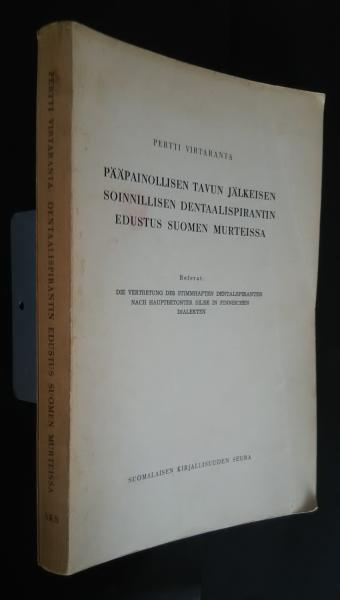 PERTTI VIRTARANTA
PÄÄPAINOLLISEN TAVUN JÄLKEISEN
SOINNILLISEN DENTAALISPIRANTIN
EDUSTUS SUOMEN MURTEISSA
Referat:
DIE VERTRETUNG DES STIMMHAFTEN DENTALSPIRANTEN
NACH HAUPTBETONTER SILBE IN FINNISCHEN
DIALEKTEN
SUOMALAISEN KIRJALLISUUDEN SEURA
PERTTI VIRTARANTA DENTAALISPIRANTIN EDUSTUS SUOMEN MURTEISSA
SKS